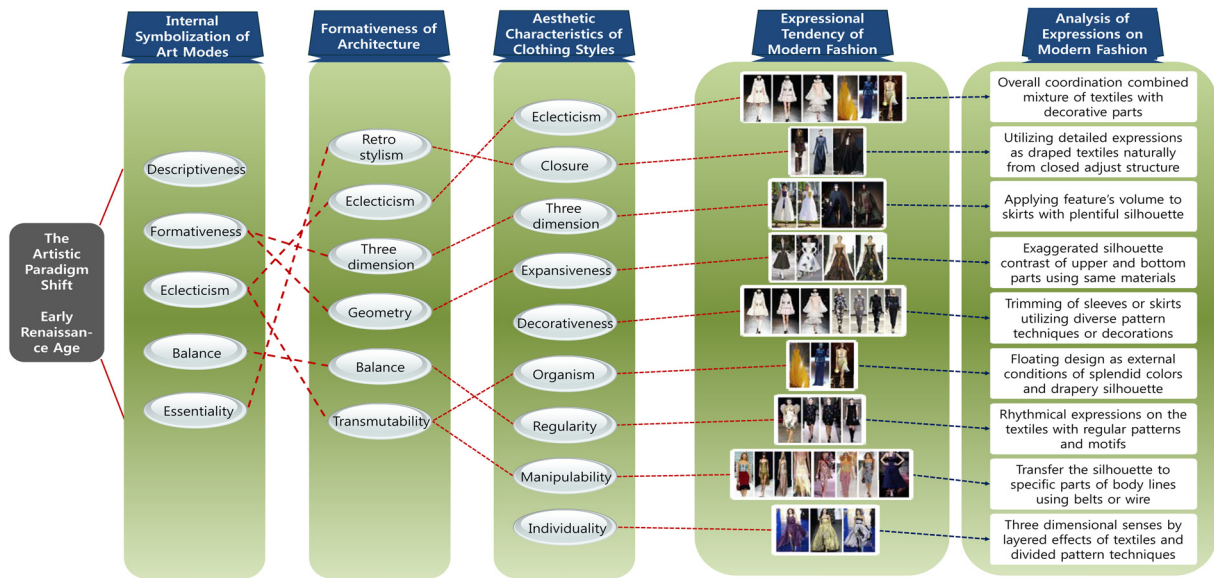 Internal
Symbolization of
Art Modes
Formativeness of
Architecture
Aesthetic
Characteristics of
Clothing Styles
Expressional
Tendency of
Modern Fashion
Analysis of
Expressions on
Modern Fashion
The
Artistic
Paradigm
Shift
Early
Renaissan-
ce Age
Descriptiveness
Formativeness
Eclecticism
Balance
Essentiality
Retro
stylism
Eclecticism
Three
dimension
Geometry
Balance
Transmutability
Eclecticism
Closure
Three
dimension
Expansiveness
Decorativeness
Organism
Regularity
Manipulability
Individuality
Overall coordination combined
mixture of textiles with
decorative parts
Utilizing detailed expressions
as draped textiles naturally
from closed adjust structure
Applying feature's volume to
skirts with plentiful silhouette
Exaggerated silhouette
contrast of upper and bottom
parts using same materials
Trimming of sleeves or skirts
utilizing diverse pattern
techniques or decorations
Floating design as external
conditions of splendid colors
and drapery silhouette
Rhythmical expressions on the
textiles with regular patterns
and motifs
Transfer the silhouette to
specific parts of body lines
using belts or wire
Three dimensional senses by
layered effects of textiles and
divided pattern techniques